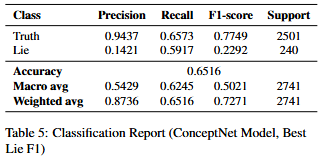 Class Precision Recall F1-score Support
Truth 0.9437 0.6573 0.7749 2501
Lie 0.1421 0.5917 0.2292 240
Accuracy 0.6516
Macro avg 0.5429 0.6245 0.5021 2741
Weighted avg 0.8736 0.6516 0.7271 2741
Table 5: Classification Report (ConceptNet Model, Best
Lie F1)